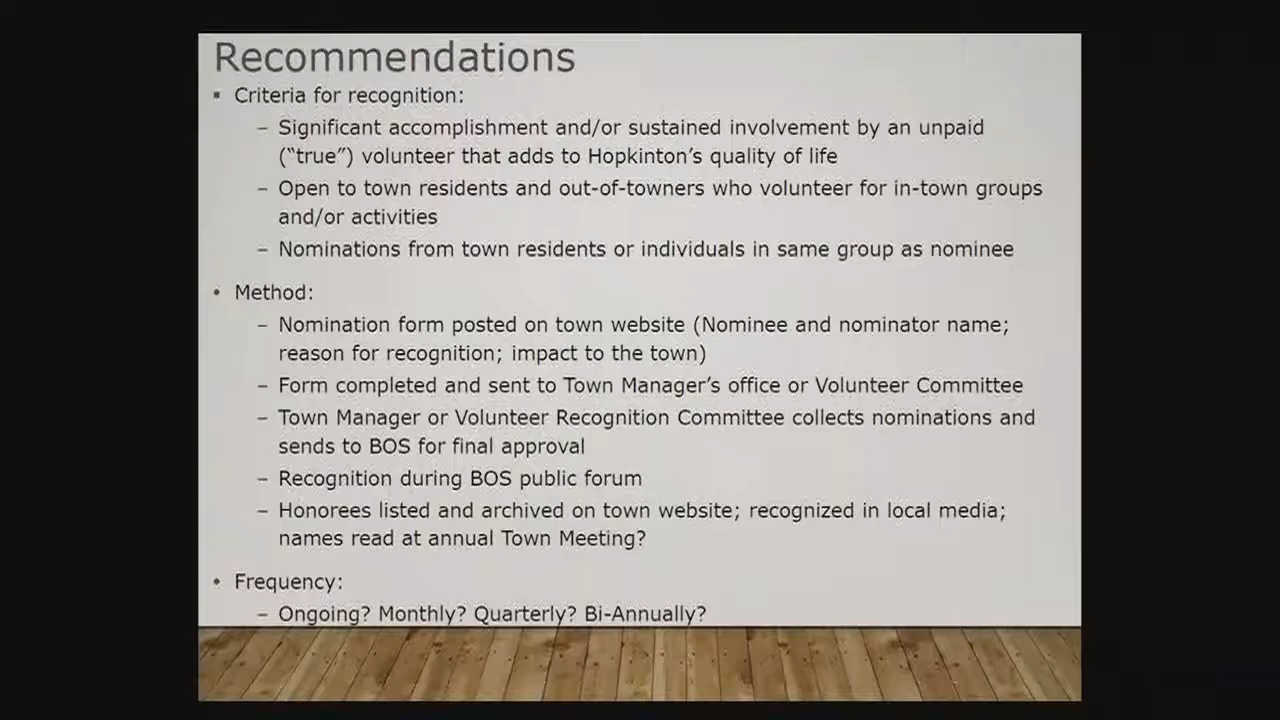 Recommendations
▪ Criteria for recognition:
– Significant accomplishment and/or sustained involvement by an unpaid
(“true”) volunteer that adds to Hopkinton’s quality of life
– Open to town residents and out-of-towners who volunteer for in-town groups
and/or activities
– Nominations from town residents or individuals in same group as nominee
• Method:
– Nomination form posted on town website (Nominee and nominator name;
reason for recognition; impact to the town)
– Form completed and sent to Town Manager’s office or Volunteer Committee
– Town Manager or Volunteer Recognition Committee collects nominations and
sends to BOS for final approval
– Recognition during BOS public forum
– Honorees listed and archived on town website; recognized in local media;
names read at annual Town Meeting?
• Frequency:
– Ongoing? Monthly? Quarterly? Bi-Annually?